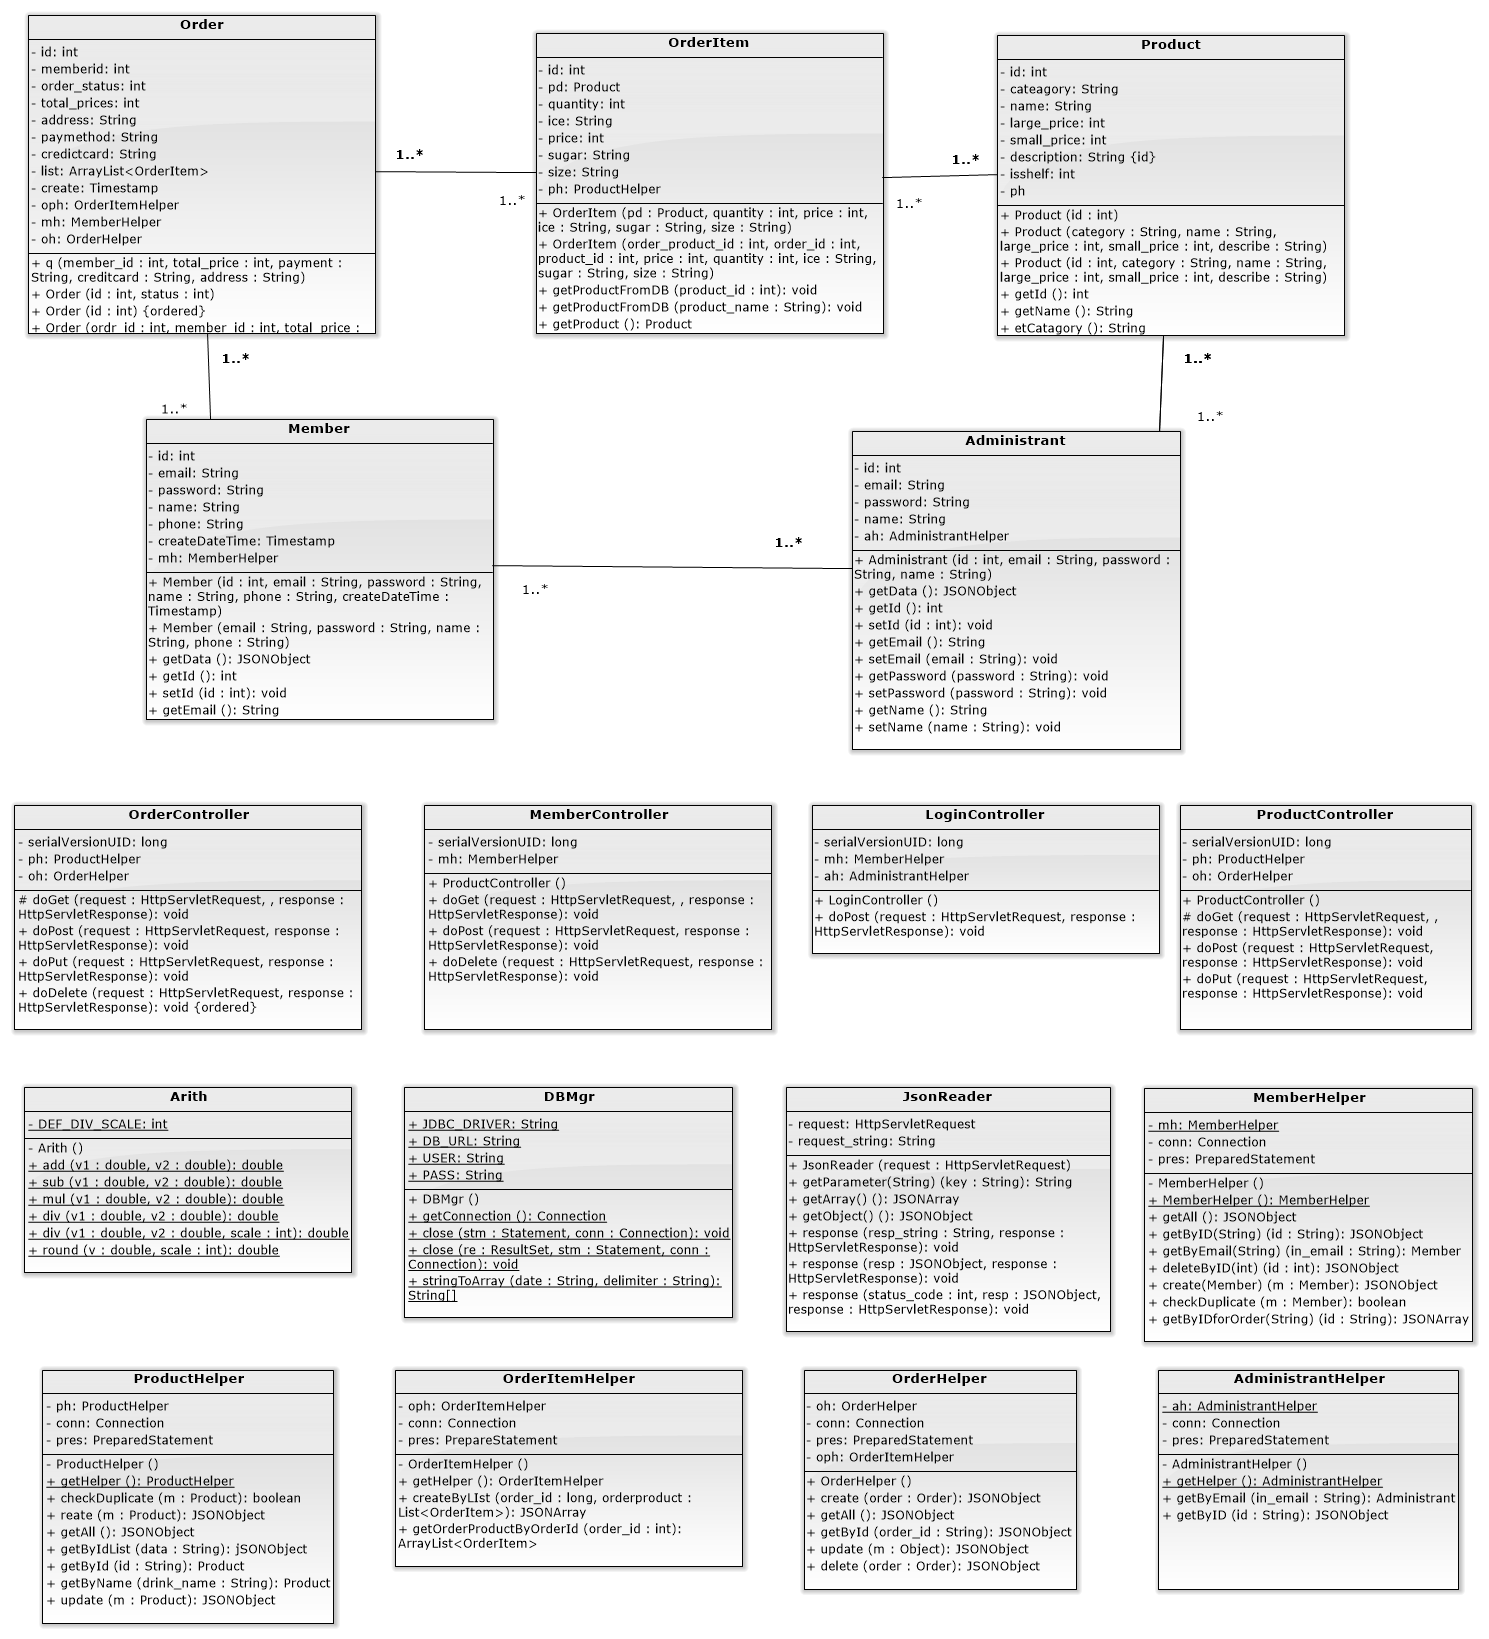 Order
- id: int
- memberid: int
- order_status: int
- total_prices: int
- address: String
- paymethod: String
- credictcard: String
- list: ArrayList<OrderItem>
- create: Timestamp
- oph: OrderItemHelper
- mh: MemberHelper
- oh: OrderHelper
+ q (member_id : int, total_price : int, payment :
String, creditcard : String, address : String)
+ Order (id : int, status : int)
+ Order (id : int) {ordered}
+ Order (ordr_id : int, member_id : int, total_price :
1..*
1..*
OrderItem
- id: int
- pd: Product
- quantity: int
- ice: String
- price: int
- sugar: String
- size: String
- ph: ProductHelper
+ OrderItem (pd : Product, quantity : int, price : int,
ice : String, sugar : String, size : String)
+ OrderItem (order_product_id : int, order_id : int,
product_id : int, price : int, quantity : int, ice : String,
sugar : String, size : String)
+ getProductFromDB (product_id : int): void
+ getProductFromDB (product_name : String): void
+ getProduct (): Product
1..*
1..*
Product
- id: int
- cateagory: String
- name: String
- large_price: int
- small_price: int
- description: String {id}
- isshelf: int
- ph
+ Product (id : int)
+ Product (category : String, name : String,
large_price : int, small_price : int, describe : String)
+ Product (id : int, category : String, name : String,
large_price : int, small_price : int, describe : String)
+ getId (): int
+ getName (): String
+ etCatagory (): String
1..*
1..*
1..*
1..*
Member
- id: int
- email: String
- password: String
- name: String
- phone: String
- createDateTime: Timestamp
- mh: MemberHelper
+ Member (id : int, email : String, password : String,
name : String, phone : String, createDateTime :
Timestamp)
+ Member (email : String, password : String, name :
String, phone : String)
+ getData (): JSONObject
+ getId (): int
+ setId (id : int): void
+ getEmail (): String
1..*
1..*
Administrant
- id: int
- email: String
- password: String
- name: String
- ah: AdministrantHelper
+ Administrant (id : int, email : String, password :
String, name : String)
+ getData (): JSONObject
+ getId (): int
+ setId (id : int): void
+ getEmail (): String
+ setEmail (email : String): void
+ getPassword (password : String): void
+ setPassword (password : String): void
+ getName (): String
+ setName (name : String): void
OrderController
- serialVersionUID: long
- ph: ProductHelper
- oh: OrderHelper
# doGet (request : HttpServletRequest, , response :
HttpServletResponse): void
+ doPost (request : HttpServletRequest, response :
HttpServletResponse): void
+ doPut (request : HttpServletRequest, response :
HttpServletResponse): void
+ doDelete (request : HttpServletRequest, response :
HttpServletResponse): void {ordered}
MemberController
- serialVersionUID: long
- mh: MemberHelper
+ ProductController ()
+ doGet (request : HttpServletRequest, , response :
HttpServletResponse): void
+ doPost (request : HttpServletRequest, response :
HttpServletResponse): void
+ doDelete (request : HttpServletRequest, response :
HttpServletResponse): void
LoginController
- serialVersionUID: long
- mh: MemberHelper
- ah: AdministrantHelper
+ LoginController ()
+ doPost (request : HttpServletRequest, response :
HttpServletResponse): void
ProductController
- serialVersionUID: long
- ph: ProductHelper
- oh: OrderHelper
+ ProductController ()
# doGet (request : HttpServletRequest, ,
response : HttpServletResponse): void
+ doPost (request : HttpServletRequest,
response : HttpServletResponse): void
+ doPut (request : HttpServletRequest,
response : HttpServletResponse): void
Arith
- DEF_DIV_SCALE: int
- Arith ()
+ add (v1 : double, v2 : double): double
+ sub (v1 : double, v2 : double): double
+ mul (v1 : double, v2 : double): double
+ div (v1 : double, v2 : double): double
+ div (v1 : double, v2 : double, scale : int): double
+ round (v : double, scale : int): double
DBMgr
+ JDBC_DRIVER: String
+ DB_URL: String
+ USER: String
+ PASS: String
+ DBMgr ()
+ getConnection (): Connection
+ close (stm : Statement, conn : Connection): void
+ close (re : ResultSet, stm : Statement, conn :
Connection): void
+ stringToArray (date : String, delimiter : String):
String[]
JsonReader
- request: HttpServletRequest
- request_string: String
+ JsonReader (request : HttpServletRequest)
+ getParameter(String) (key : String): String
+ getArray() (): JSONArray
+ getObject() (): JSONObject
+ response (resp_string : String, response :
HttpServletResponse): void
+ response (resp : JSONObject, response :
HttpServletResponse): void
+ response (status_code : int, resp : JSONObject,
response : HttpServletResponse): void
MemberHelper
- mh: MemberHelper
- conn: Connection
- pres: PreparedStatement
- MemberHelper ()
+ MemberHelper (): MemberHelper
+ getAll (): JSONObject
+ getByID(String) (id : String): JSONObject
+ getByEmail(String) (in_email : String): Member
+ deleteByID(int) (id : int): JSONObject
+ create(Member) (m : Member): JSONObject
+ checkDuplicate (m : Member): boolean
+ getByIDforOrder(String) (id : String): JSONArray
ProductHelper
- ph: ProductHelper
- conn: Connection
- pres: PreparedStatement
- ProductHelper ()
+ getHelper (): ProductHelper
+ checkDuplicate (m : Product): boolean
+ reate (m : Product): JSONObject
+ getAll (): JSONObject
+ getByIdList (data : String): jSONObject
+ getById (id : String): Product
+ getByName (drink_name : String): Product
+ update (m : Product): JSONObject
OrderItemHelper
- oph: OrderItemHelper
- conn: Connection
- pres: PrepareStatement
- OrderItemHelper ()
+ getHelper (): OrderItemHelper
+ createByLIst (order_id : long, orderproduct :
List<OrderItem>): JSONArray
+ getOrderProductByOrderId (order_id : int):
ArrayList<OrderItem>
OrderHelper
- oh: OrderHelper
- conn: Connection
- pres: PreparedStatement
- oph: OrderItemHelper
+ OrderHelper ()
+ create (order : Order): JSONObject
+ getAll (): JSONObject
+ getById (order_id : String): JSONObject
+ update (m : Object): JSONObject
+ delete (order : Order): JSONObject
AdministrantHelper
- ah: AdministrantHelper
- conn: Connection
- pres: PreparedStatement
- AdministrantHelper ()
+ getHelper (): AdministrantHelper
+ getByEmail (in_email : String): Administrant
+ getByID (id : String): JSONObject